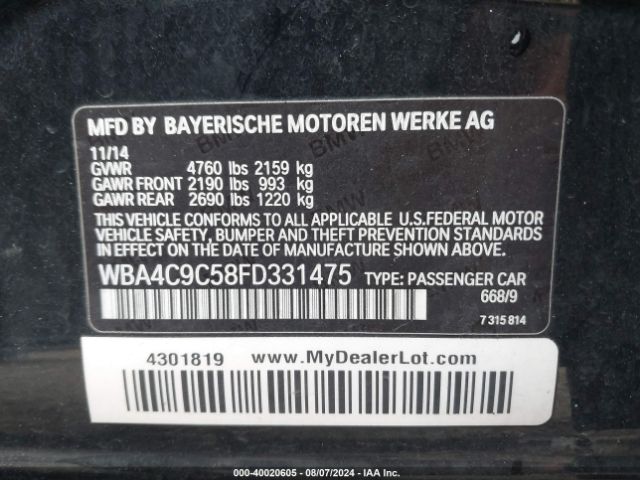 MFD BY BAYERISCHE MOTOREN WERKE AG
11/14
GVWR 4760 lbs 2159 kg
GAWR FRONT 2190 lbs 993 kg
GAWR REAR 2690 lbs 1220 kg
THIS VEHICLE CONFORMS TO ALL APPLICABLE U.S.FEDERAL MOTOR
VEHICLE SAFETY, BUMPER AND THEFT PREVENTION STANDARDS
IN EFFECT ON THE DATE OF MANUFACTURE SHOWN ABOVE.
WBA4C9C58FD331475 TYPE: PASSENGER CAR
668/9
7 315 814
4301819 www.MyDealerLot.com
000-40020605 - 08/07/2024 - IAA Inc.